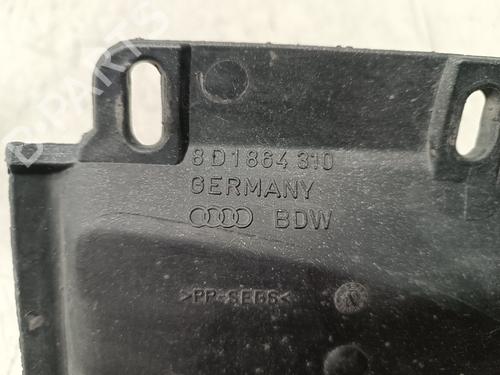 8D1864310
GERMANY
BDW
>PP-SEBS<